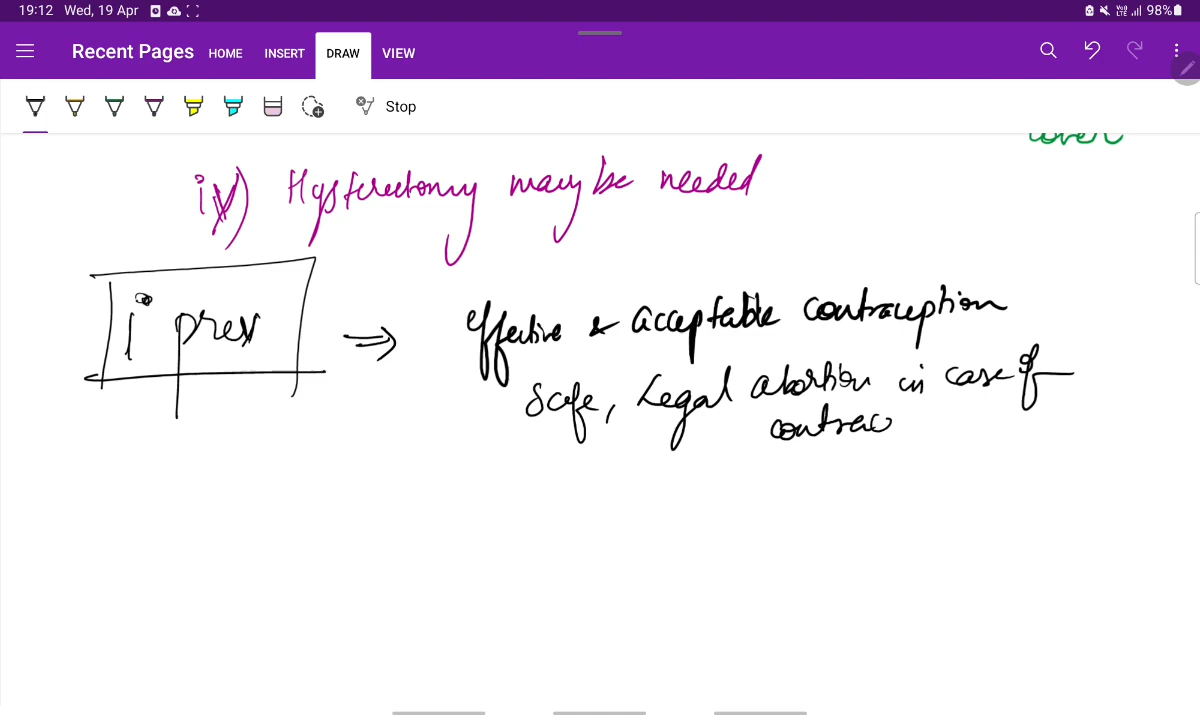 19:12 Wed, 19 Apr 98%
Recent Pages HOME INSERT DRAW VIEW
Stop
cover
iv) Hysterectomy may be needed
1° prev ⇒ effective & acceptable contraception
safe, Legal abortion in case of
contrac